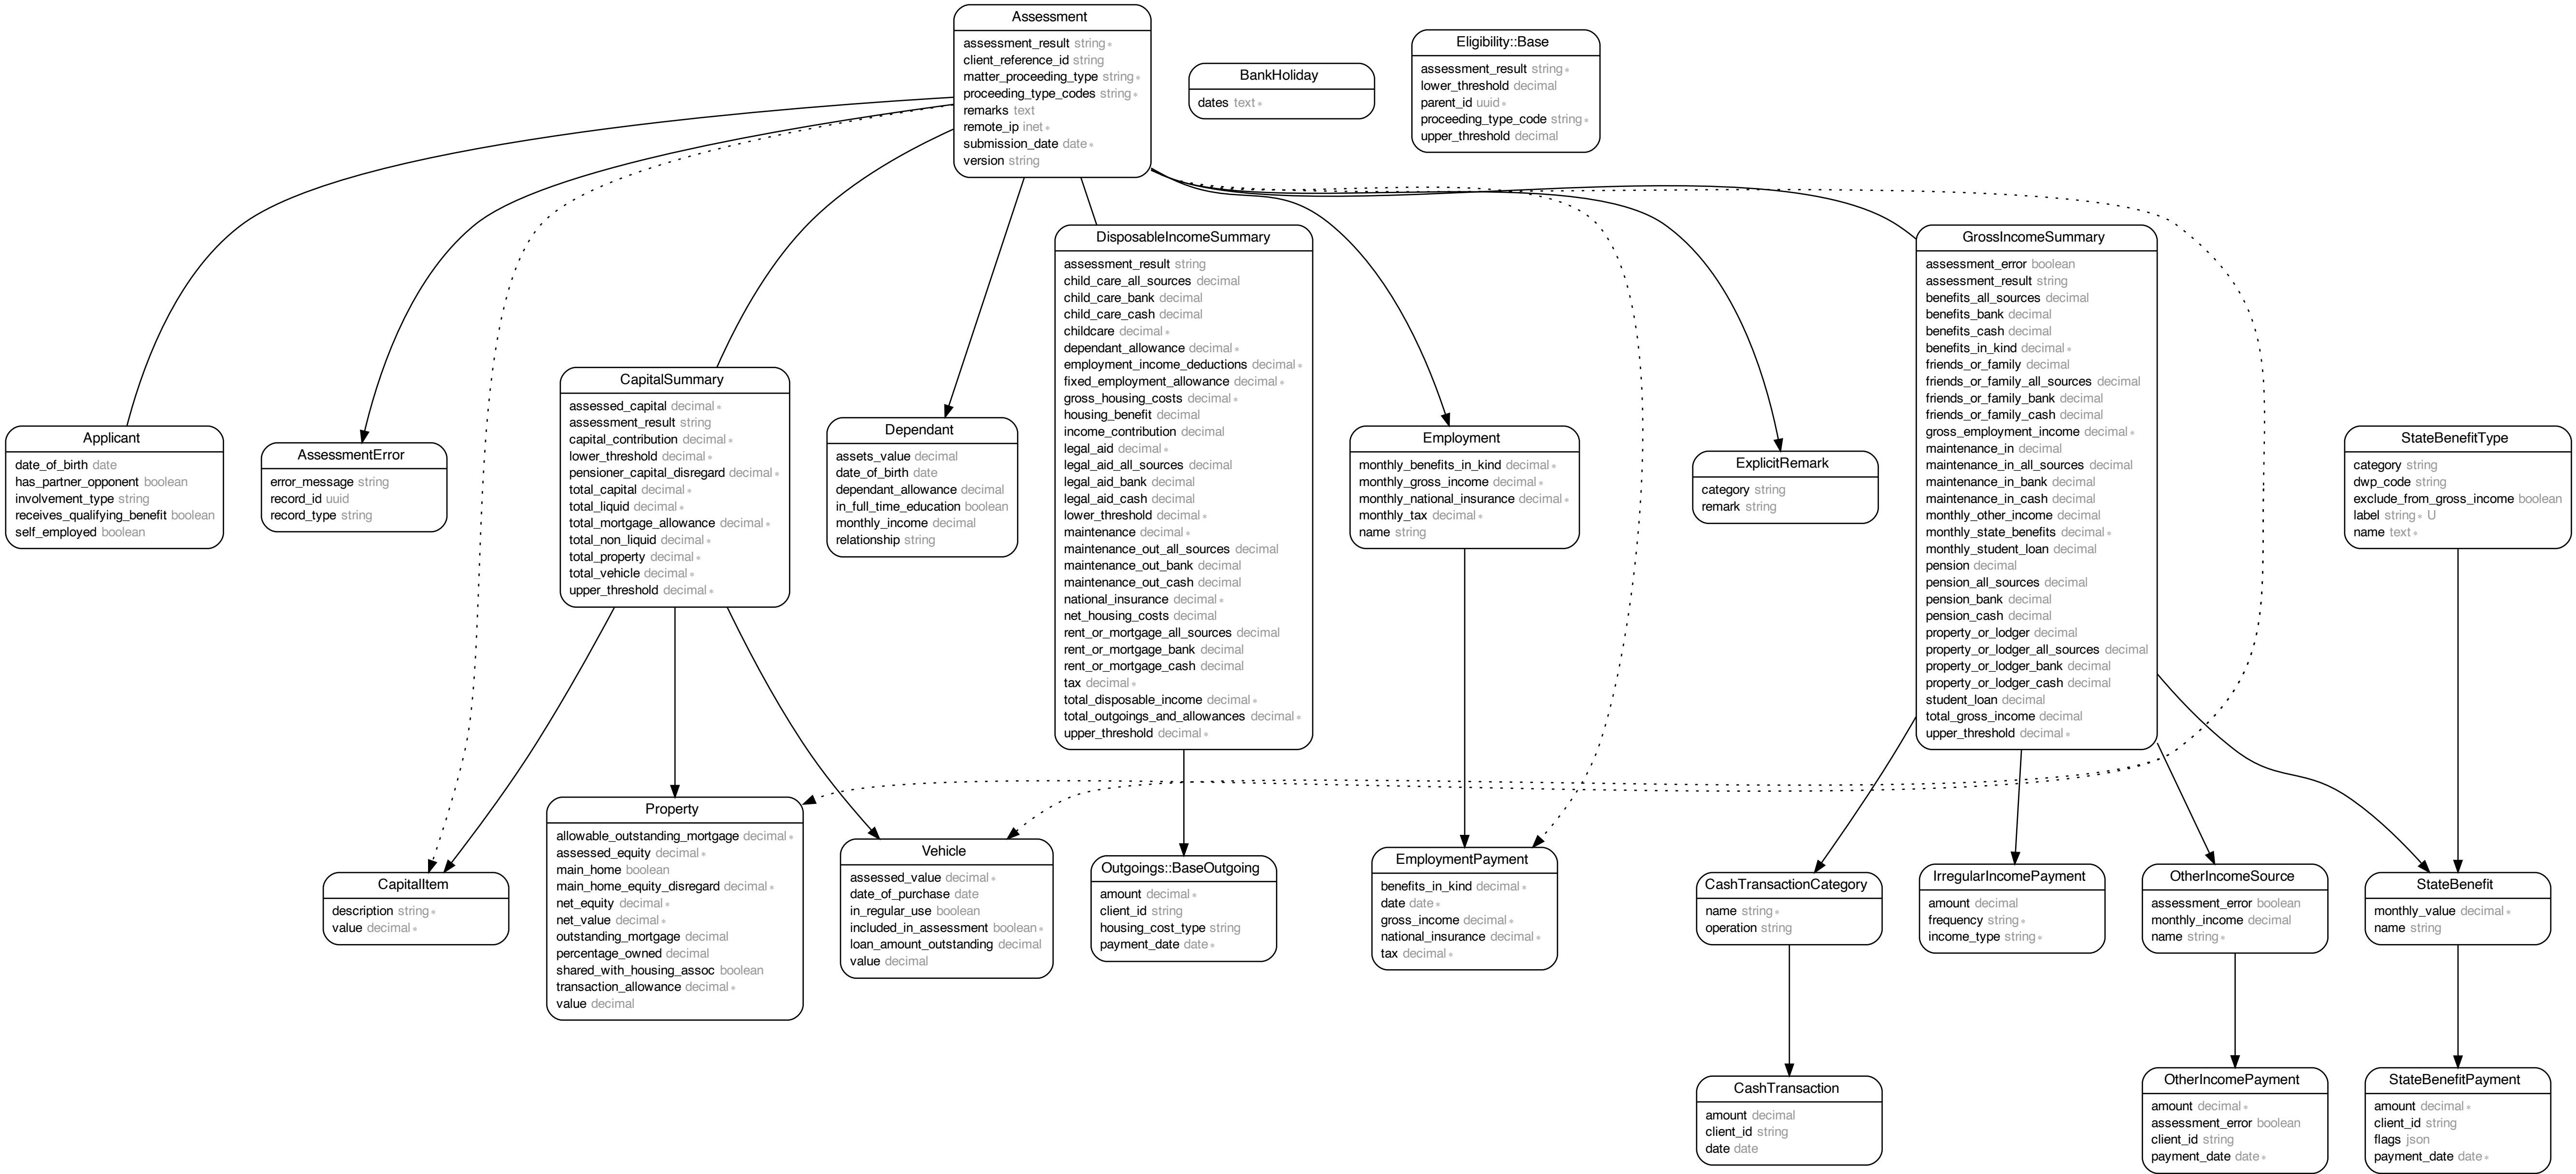 Assessment
assessment_result string *
client_reference_id string
matter_proceeding_type string *
proceeding_type_codes string *
remarks text
remote_ip inet *
submission_date date *
version string
BankHoliday
dates text *
Eligibility::Base
assessment_result string *
lower_threshold decimal
parent_id uuid *
proceeding_type_code string *
upper_threshold decimal
Applicant
date_of_birth date
has_partner_opponent boolean
involvement_type string
receives_qualifying_benefit boolean
self_employed boolean
AssessmentError
error_message string
record_id uuid
record_type string
CapitalSummary
assessed_capital decimal *
assessment_result string
capital_contribution decimal *
lower_threshold decimal *
pensioner_capital_disregard decimal *
total_capital decimal *
total_liquid decimal *
total_mortgage_allowance decimal *
total_non_liquid decimal *
total_property decimal *
total_vehicle decimal *
upper_threshold decimal *
Dependant
assets_value decimal
date_of_birth date
dependant_allowance decimal
in_full_time_education boolean
monthly_income decimal
relationship string
DisposableIncomeSummary
assessment_result string
child_care_all_sources decimal
child_care_bank decimal
child_care_cash decimal
childcare decimal *
dependant_allowance decimal *
employment_income_deductions decimal *
fixed_employment_allowance decimal *
gross_housing_costs decimal *
housing_benefit decimal
income_contribution decimal
legal_aid decimal *
legal_aid_all_sources decimal
legal_aid_bank decimal
legal_aid_cash decimal
lower_threshold decimal *
maintenance decimal *
maintenance_out_all_sources decimal
maintenance_out_bank decimal
maintenance_out_cash decimal
national_insurance decimal *
net_housing_costs decimal
rent_or_mortgage_all_sources decimal
rent_or_mortgage_bank decimal
rent_or_mortgage_cash decimal
tax decimal *
total_disposable_income decimal *
total_outgoings_and_allowances decimal *
upper_threshold decimal *
Employment
monthly_benefits_in_kind decimal *
monthly_gross_income decimal *
monthly_national_insurance decimal *
monthly_tax decimal *
name string
ExplicitRemark
category string
remark string
GrossIncomeSummary
assessment_error boolean
assessment_result string
benefits_all_sources decimal
benefits_bank decimal
benefits_cash decimal
benefits_in_kind decimal *
friends_or_family decimal
friends_or_family_all_sources decimal
friends_or_family_bank decimal
friends_or_family_cash decimal
gross_employment_income decimal *
maintenance_in decimal
maintenance_in_all_sources decimal
maintenance_in_bank decimal
maintenance_in_cash decimal
monthly_other_income decimal
monthly_state_benefits decimal *
monthly_student_loan decimal
pension decimal
pension_all_sources decimal
pension_bank decimal
pension_cash decimal
property_or_lodger decimal
property_or_lodger_all_sources decimal
property_or_lodger_bank decimal
property_or_lodger_cash decimal
student_loan decimal
total_gross_income decimal
upper_threshold decimal *
StateBenefitType
category string
dwp_code string
exclude_from_gross_income boolean
label string * U
name text *
CapitalItem
description string *
value decimal *
Property
allowable_outstanding_mortgage decimal *
assessed_equity decimal *
main_home boolean
main_home_equity_disregard decimal *
net_equity decimal *
net_value decimal *
outstanding_mortgage decimal
percentage_owned decimal
shared_with_housing_assoc boolean
transaction_allowance decimal *
value decimal
Vehicle
assessed_value decimal *
date_of_purchase date
in_regular_use boolean
included_in_assessment boolean *
loan_amount_outstanding decimal
value decimal
Outgoings::BaseOutgoing
amount decimal *
client_id string
housing_cost_type string
payment_date date *
EmploymentPayment
benefits_in_kind decimal *
date date *
gross_income decimal *
national_insurance decimal *
tax decimal *
CashTransactionCategory
name string *
operation string
IrregularIncomePayment
amount decimal
frequency string *
income_type string *
OtherIncomeSource
assessment_error boolean
monthly_income decimal
name string *
StateBenefit
monthly_value decimal *
name string
CashTransaction
amount decimal
client_id string
date date
OtherIncomePayment
amount decimal *
assessment_error boolean
client_id string
payment_date date *
StateBenefitPayment
amount decimal *
client_id string
flags json
payment_date date *